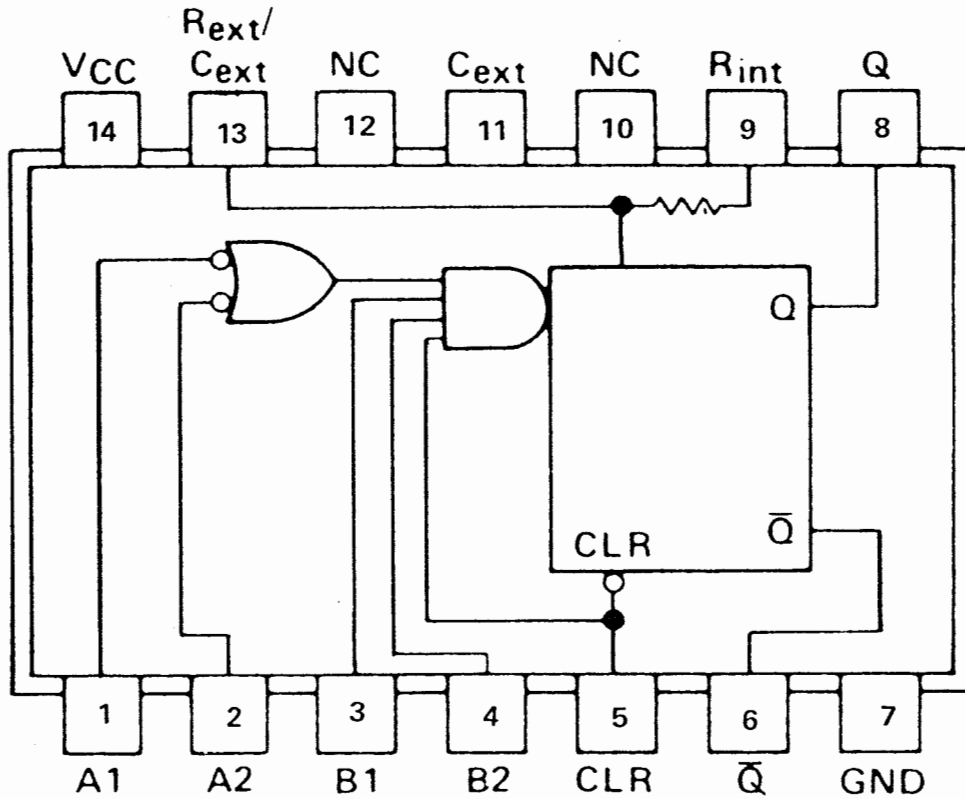 Rext/
VCC Cext NC Cext NC Rint Q
14 13 12 11 10 9 8
Q
Q̅
CLR
1 2 3 4 5 6 7
A1 A2 B1 B2 CLR Q̅ GND